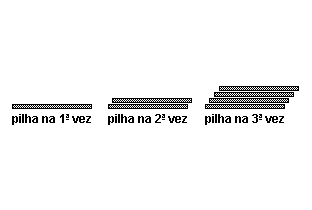 pilha na 1ª vez
pilha na 2ª vez
pilha na 3ª vez